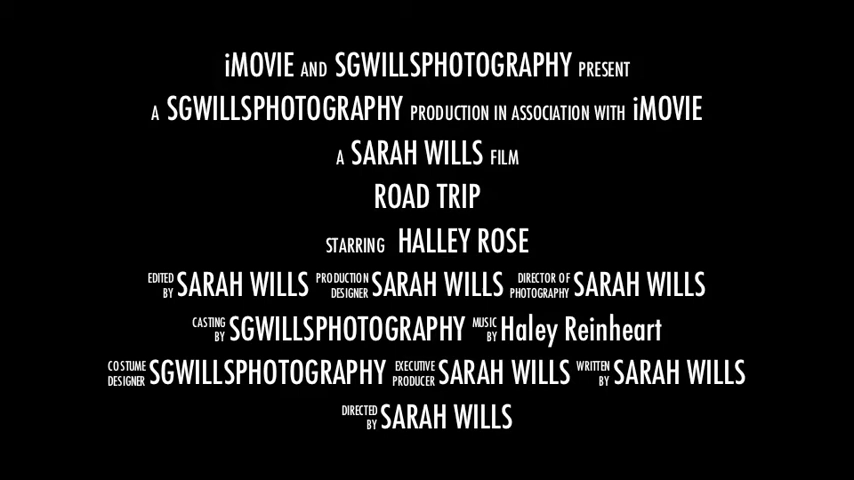 iMOVIE AND SGWILLSPHOTOGRAPHY PRESENT
A SGWILLSPHOTOGRAPHY PRODUCTION IN ASSOCIATION WITH iMOVIE
A SARAH WILLS FILM
ROAD TRIP
STARRING HALLEY ROSE
EDITED BY SARAH WILLS PRODUCTION DESIGNER SARAH WILLS DIRECTOR OF PHOTOGRAPHY SARAH WILLS
CASTING BY SGWILLSPHOTOGRAPHY MUSIC BY Haley Reinheart
COSTUME DESIGNER SGWILLSPHOTOGRAPHY EXECUTIVE PRODUCER SARAH WILLS WRITTEN BY SARAH WILLS
DIRECTED BY SARAH WILLS